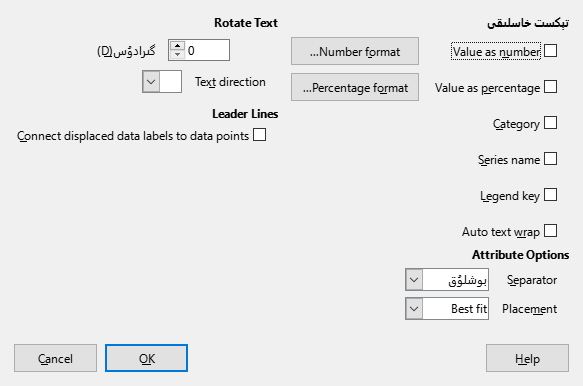 تېكست خاسلىقى
Value as number
Number format...
Value as percentage
Percentage format...
Category
Series name
Legend key
Auto text wrap
Attribute Options
Separator
بوشلۇق
Placement
Best fit
Rotate Text
گىرادۇس(D)
0
Text direction
Leader Lines
Connect displaced data labels to data points
Help
OK
Cancel